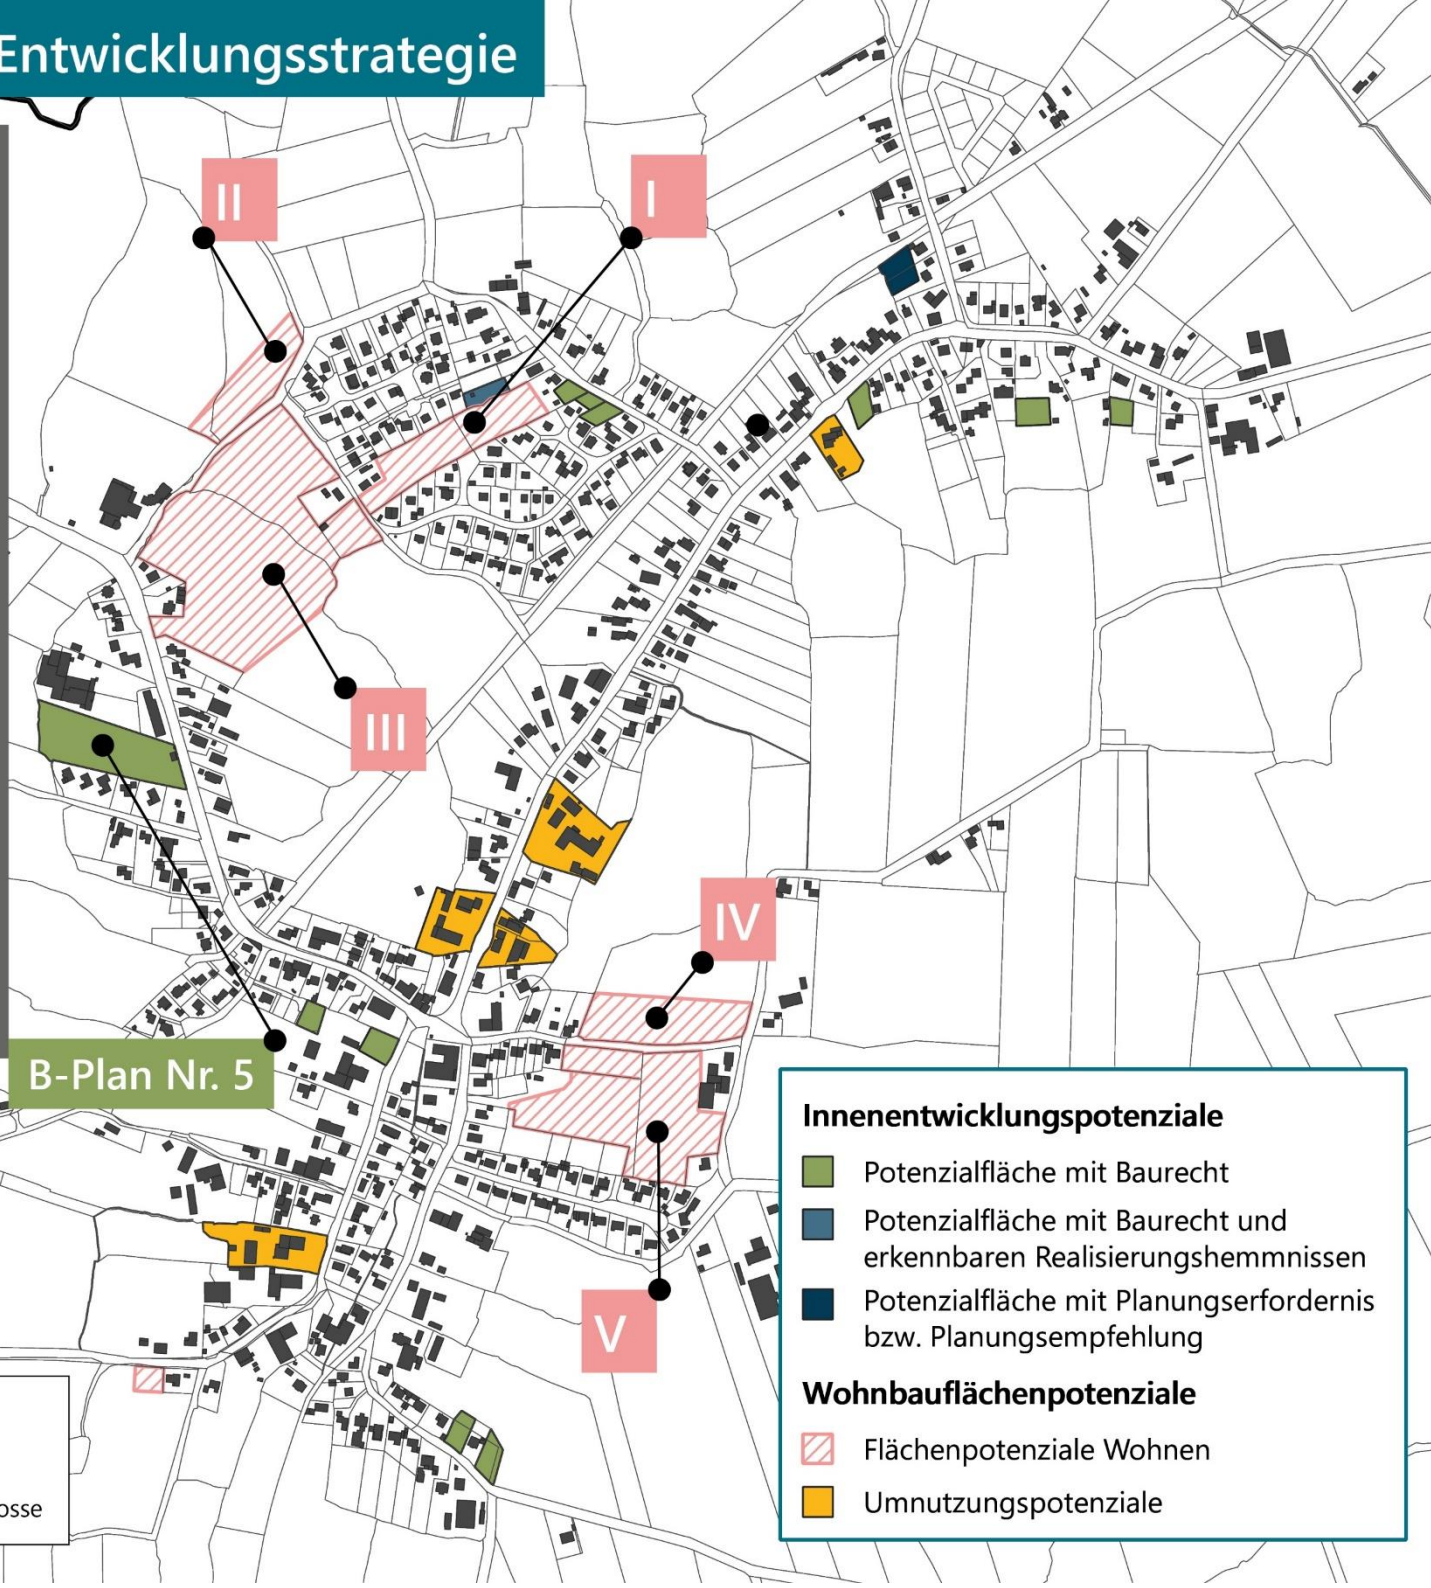 Entwicklungsstrategie
II
I
III
IV
B-Plan Nr. 5
V
Innenentwicklungspotenziale
Potenzialfläche mit Baurecht
Potenzialfläche mit Baurecht und
erkennbaren Realisierungshemmnissen
Potenzialfläche mit Planungserfordernis
bzw. Planungsempfehlung
Wohnbauflächenpotenziale
Flächenpotenziale Wohnen
Umnutzungspotenziale
osse